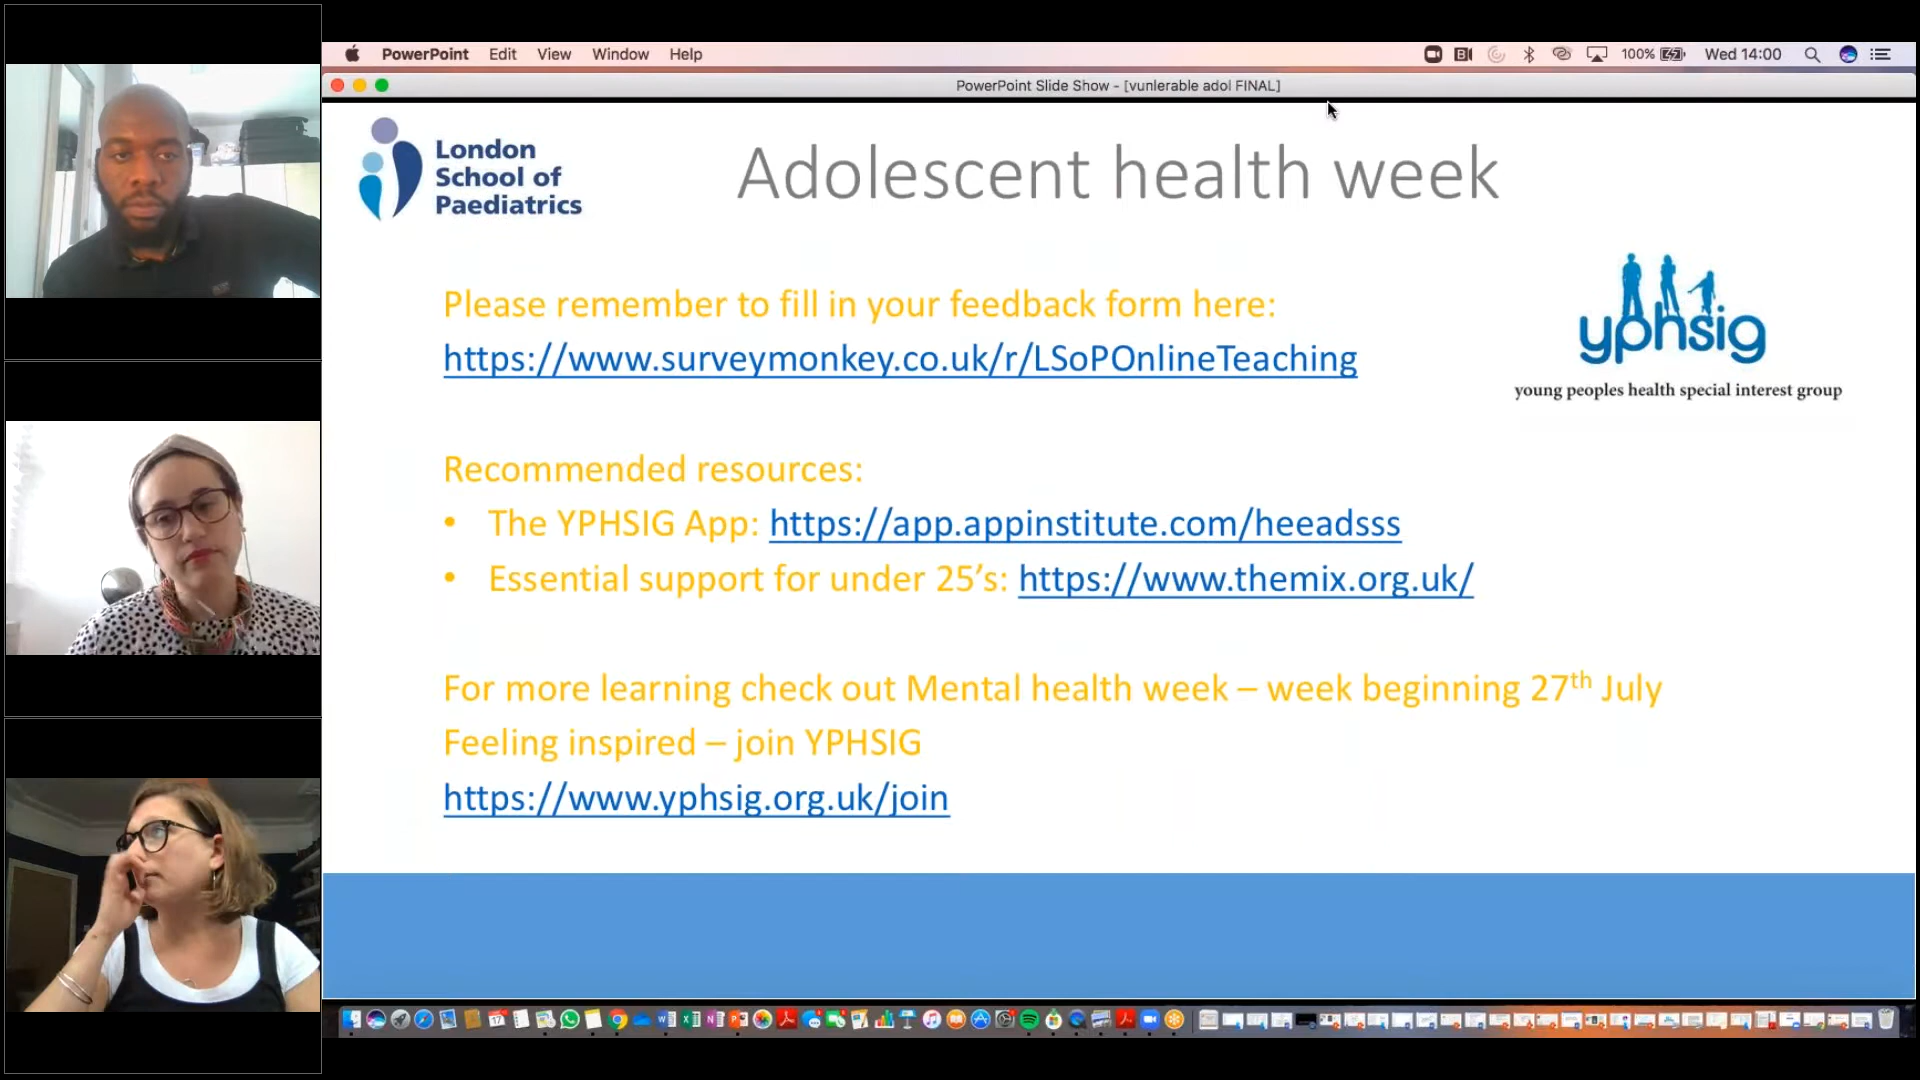 PowerPoint Edit View Window Help 100% Wed 14:00
PowerPoint Slide Show - [vunlerable adol FINAL]
London
School of
Paediatrics
Adolescent health week
yphsig
young peoples health special interest group
Please remember to fill in your feedback form here:
https://www.surveymonkey.co.uk/r/LSoPOnlineTeaching
Recommended resources:
• The YPHSIG App: https://app.appinstitute.com/heeadsss
• Essential support for under 25’s: https://www.themix.org.uk/
For more learning check out Mental health week – week beginning 27th July
Feeling inspired – join YPHSIG
https://www.yphsig.org.uk/join
17